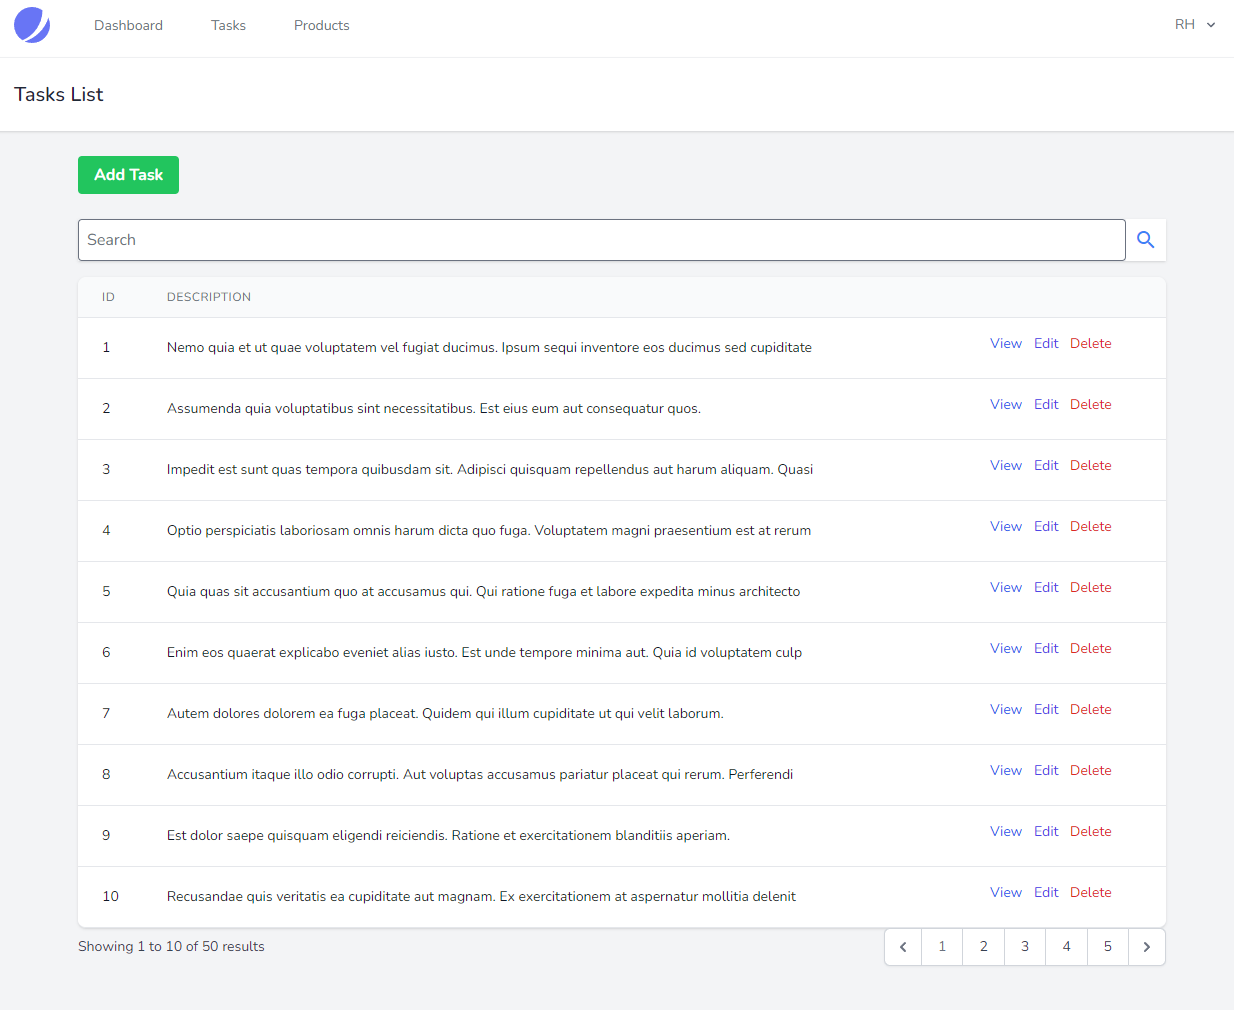 Dashboard Tasks Products RH
Tasks List
Add Task
Search
ID DESCRIPTION
1 Nemo quia et ut quae voluptatem vel fugiat ducimus. Ipsum sequi inventore eos ducimus sed cupiditate View Edit Delete
2 Assumenda quia voluptatibus sint necessitatibus. Est eius eum aut consequatur quos. View Edit Delete
3 Impedit est sunt quas tempora quibusdam sit. Adipisci quisquam repellendus aut harum aliquam. Quasi View Edit Delete
4 Optio perspiciatis laboriosam omnis harum dicta quo fuga. Voluptatem magni praesentium est at rerum View Edit Delete
5 Quia quas sit accusantium quo at accusamus qui. Qui ratione fuga et labore expedita minus architecto View Edit Delete
6 Enim eos quaerat explicabo eveniet alias iusto. Est unde tempore minima aut. Quia id voluptatem culp View Edit Delete
7 Autem dolores dolorem ea fuga placeat. Quidem qui illum cupiditate ut qui velit laborum. View Edit Delete
8 Accusantium itaque illo odio corrupti. Aut voluptas accusamus pariatur placeat qui rerum. Perferendi View Edit Delete
9 Est dolor saepe quisquam eligendi reiciendis. Ratione et exercitationem blanditiis aperiam. View Edit Delete
10 Recusandae quis veritatis ea cupiditate aut magnam. Ex exercitationem at aspernatur mollitia delenit View Edit Delete
Showing 1 to 10 of 50 results 1 2 3 4 5